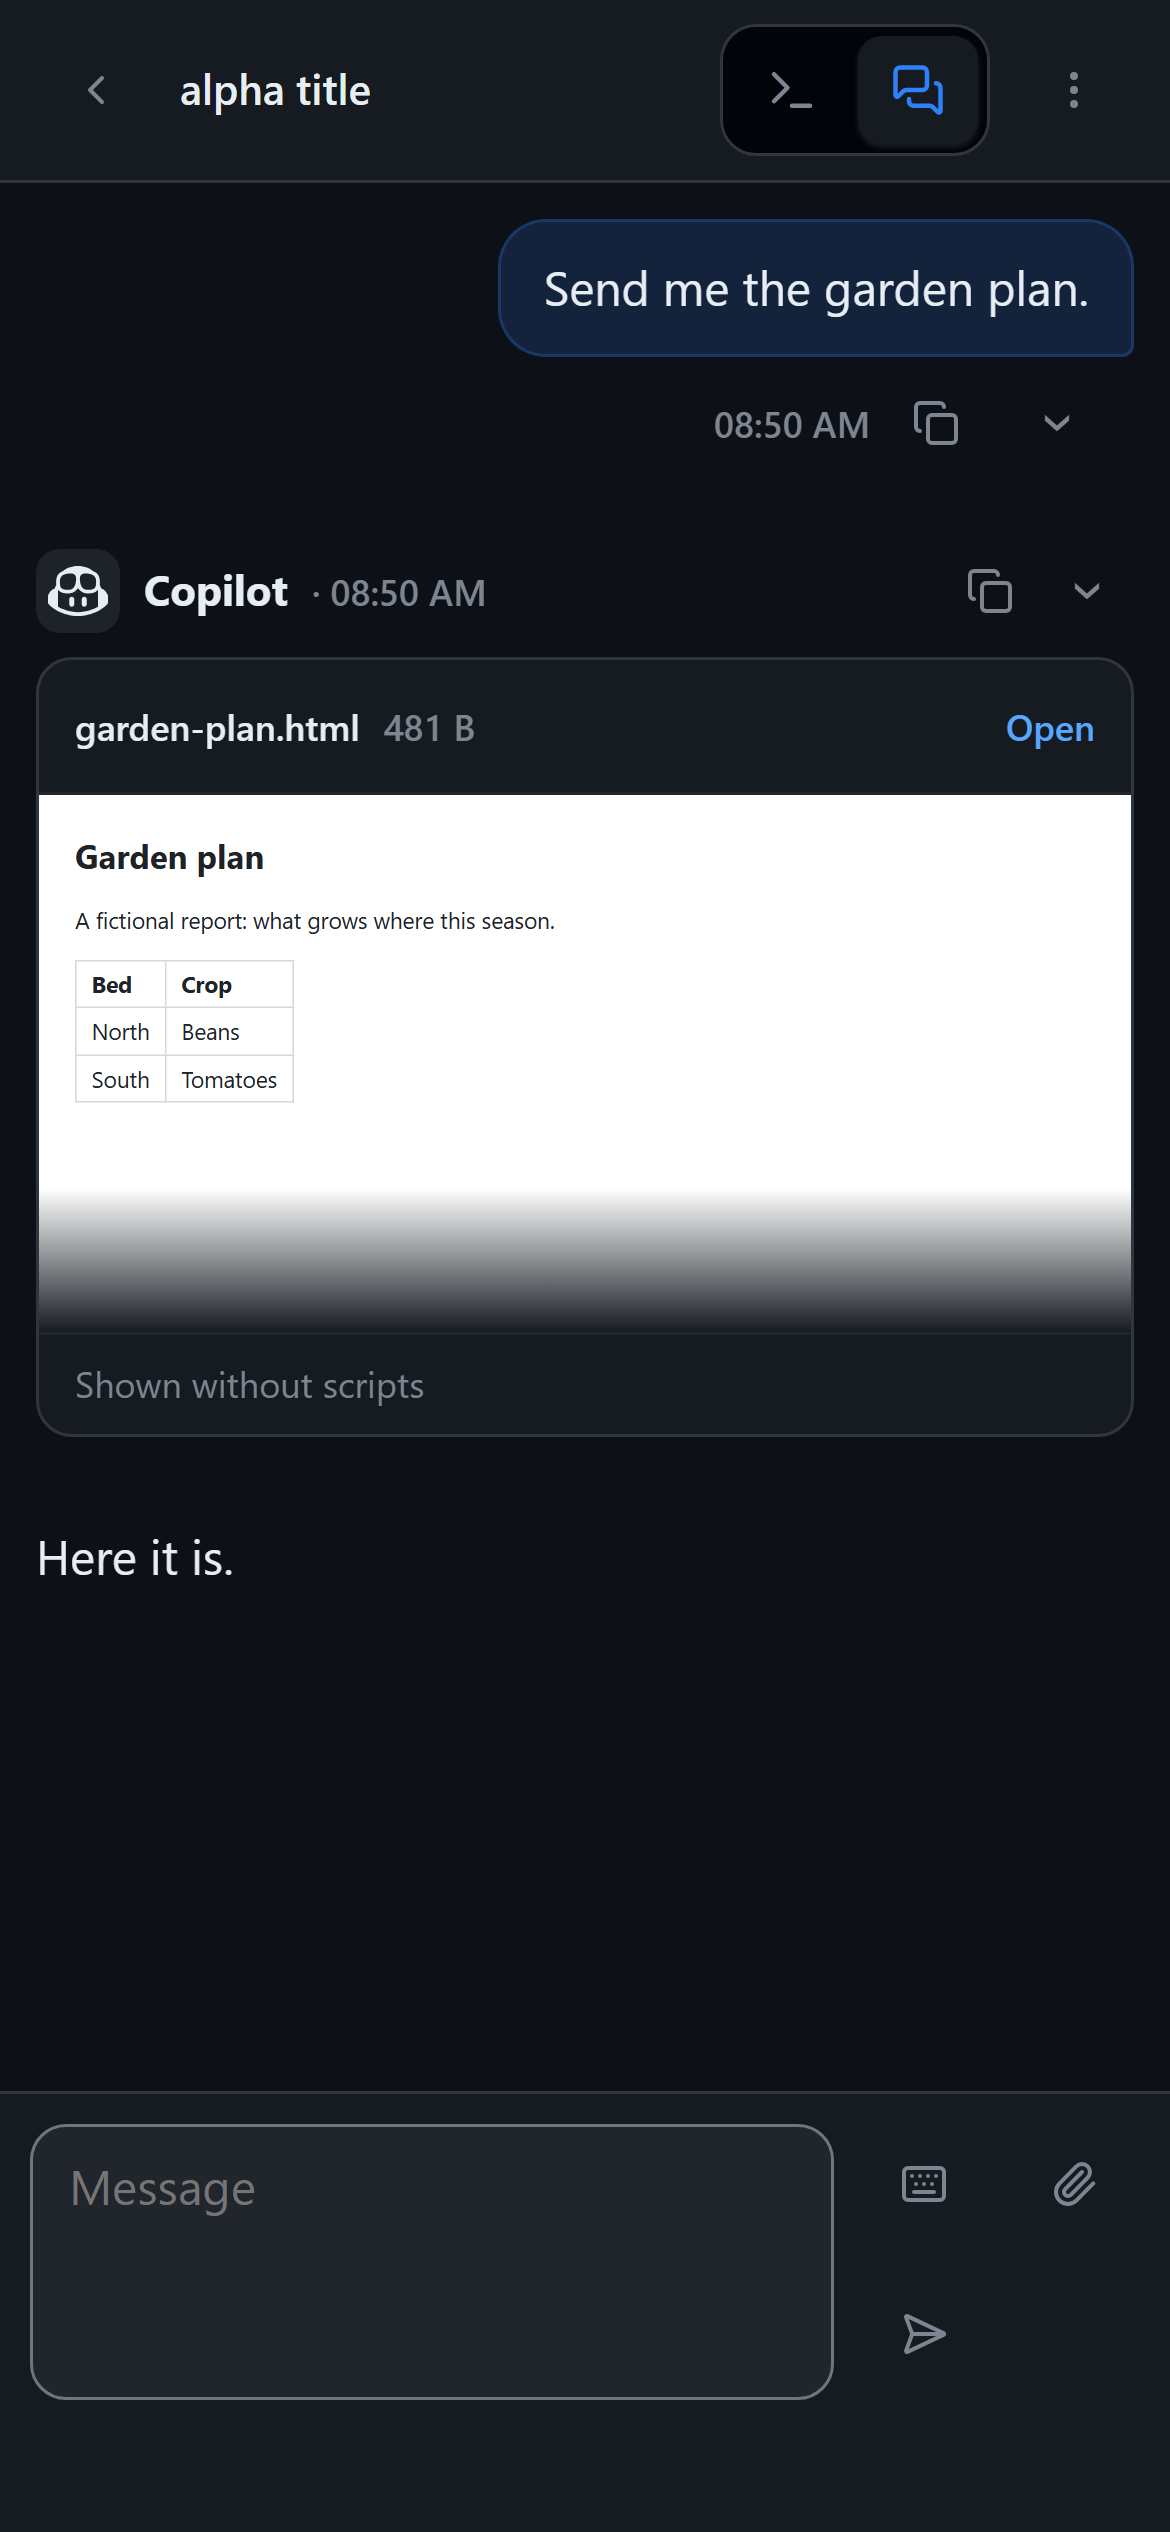 alpha title
Send me the garden plan.
08:50 AM
Copilot · 08:50 AM
garden-plan.html 481 B Open
Garden plan
A fictional report: what grows where this season.
Bed Crop
North Beans
South Tomatoes
Shown without scripts
Here it is.
Message